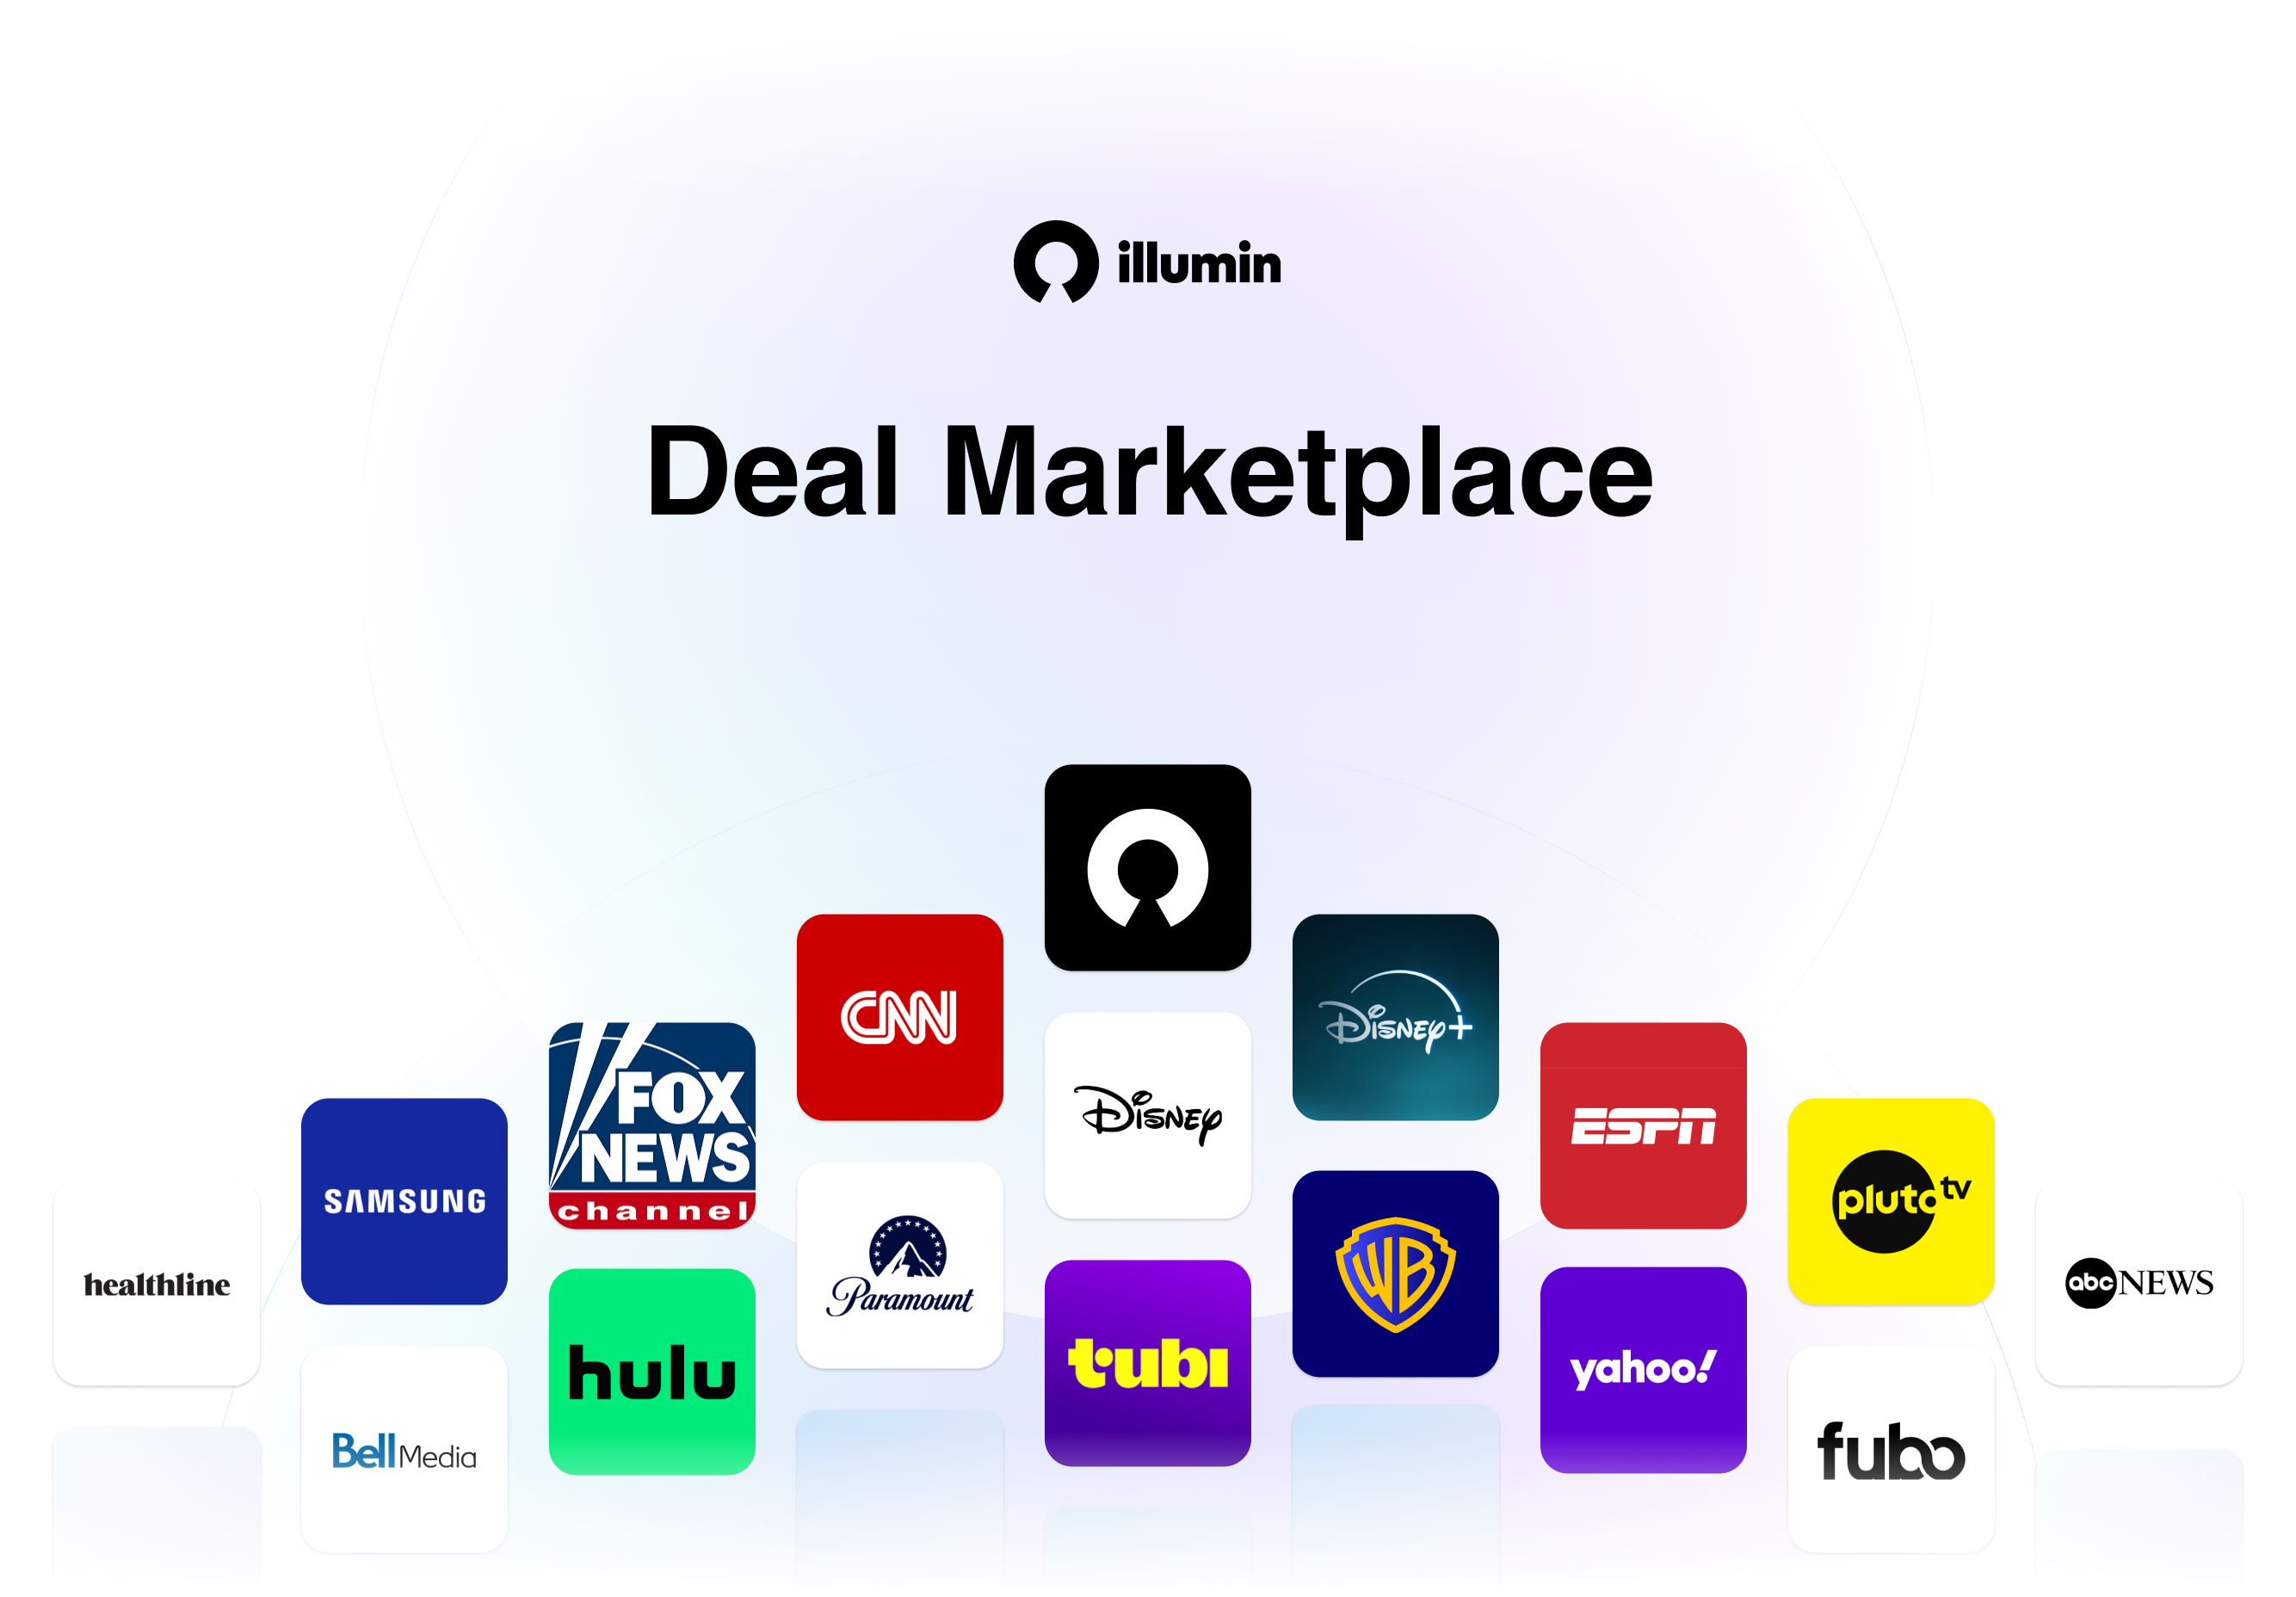 illumin
Deal Marketplace
CNN
Disney+
FOX
NEWS
channel
Disney
ESPN
SAMSUNG
pluto tv
healthline
Paramount
WB
abc NEWS
hulu
tubi
yahoo!
Bell Media
fubo